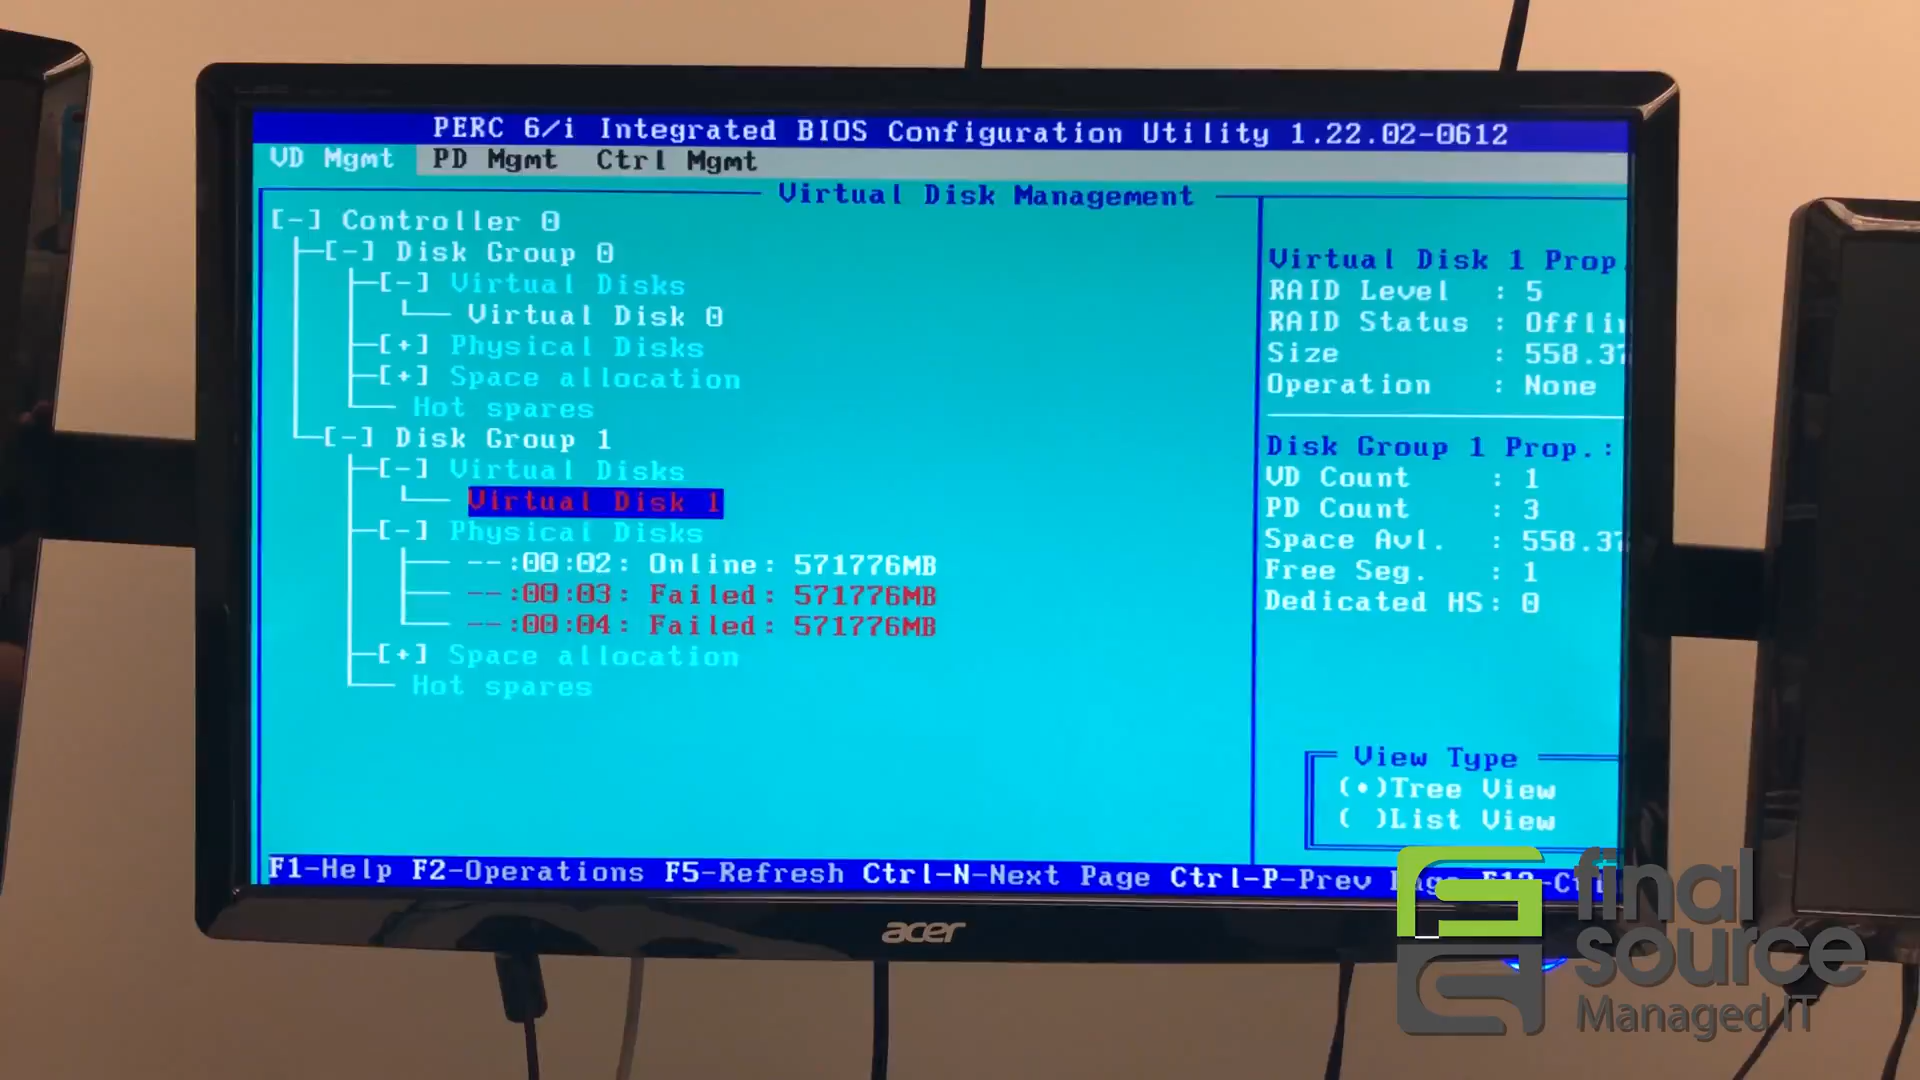 PERC 6/i Integrated BIOS Configuration Utility 1.22.02-0612
VD Mgmt PD Mgmt Ctrl Mgmt
Virtual Disk Management
[-] Controller 0
[-] Disk Group 0
[-] Virtual Disks
Virtual Disk 0
[+] Physical Disks
[+] Space allocation
Hot spares
[-] Disk Group 1
[-] Virtual Disks
Virtual Disk 1
[-] Physical Disks
--:00:02: Online: 571776MB
--:00:03: Failed: 571776MB
--:00:04: Failed: 571776MB
[+] Space allocation
Hot spares
Virtual Disk 1 Prop
RAID Level : 5
RAID Status : Offlin
Size : 558.37
Operation : None
Disk Group 1 Prop.:
VD Count : 1
PD Count : 3
Space Avl. : 558.37
Free Seg. : 1
Dedicated HS: 0
View Type
(•)Tree View
( )List View
F1-Help F2-Operations F5-Refresh Ctrl-N-Next Page Ctrl-P-Prev Page F12-Ct
acer
final
source
Managed IT